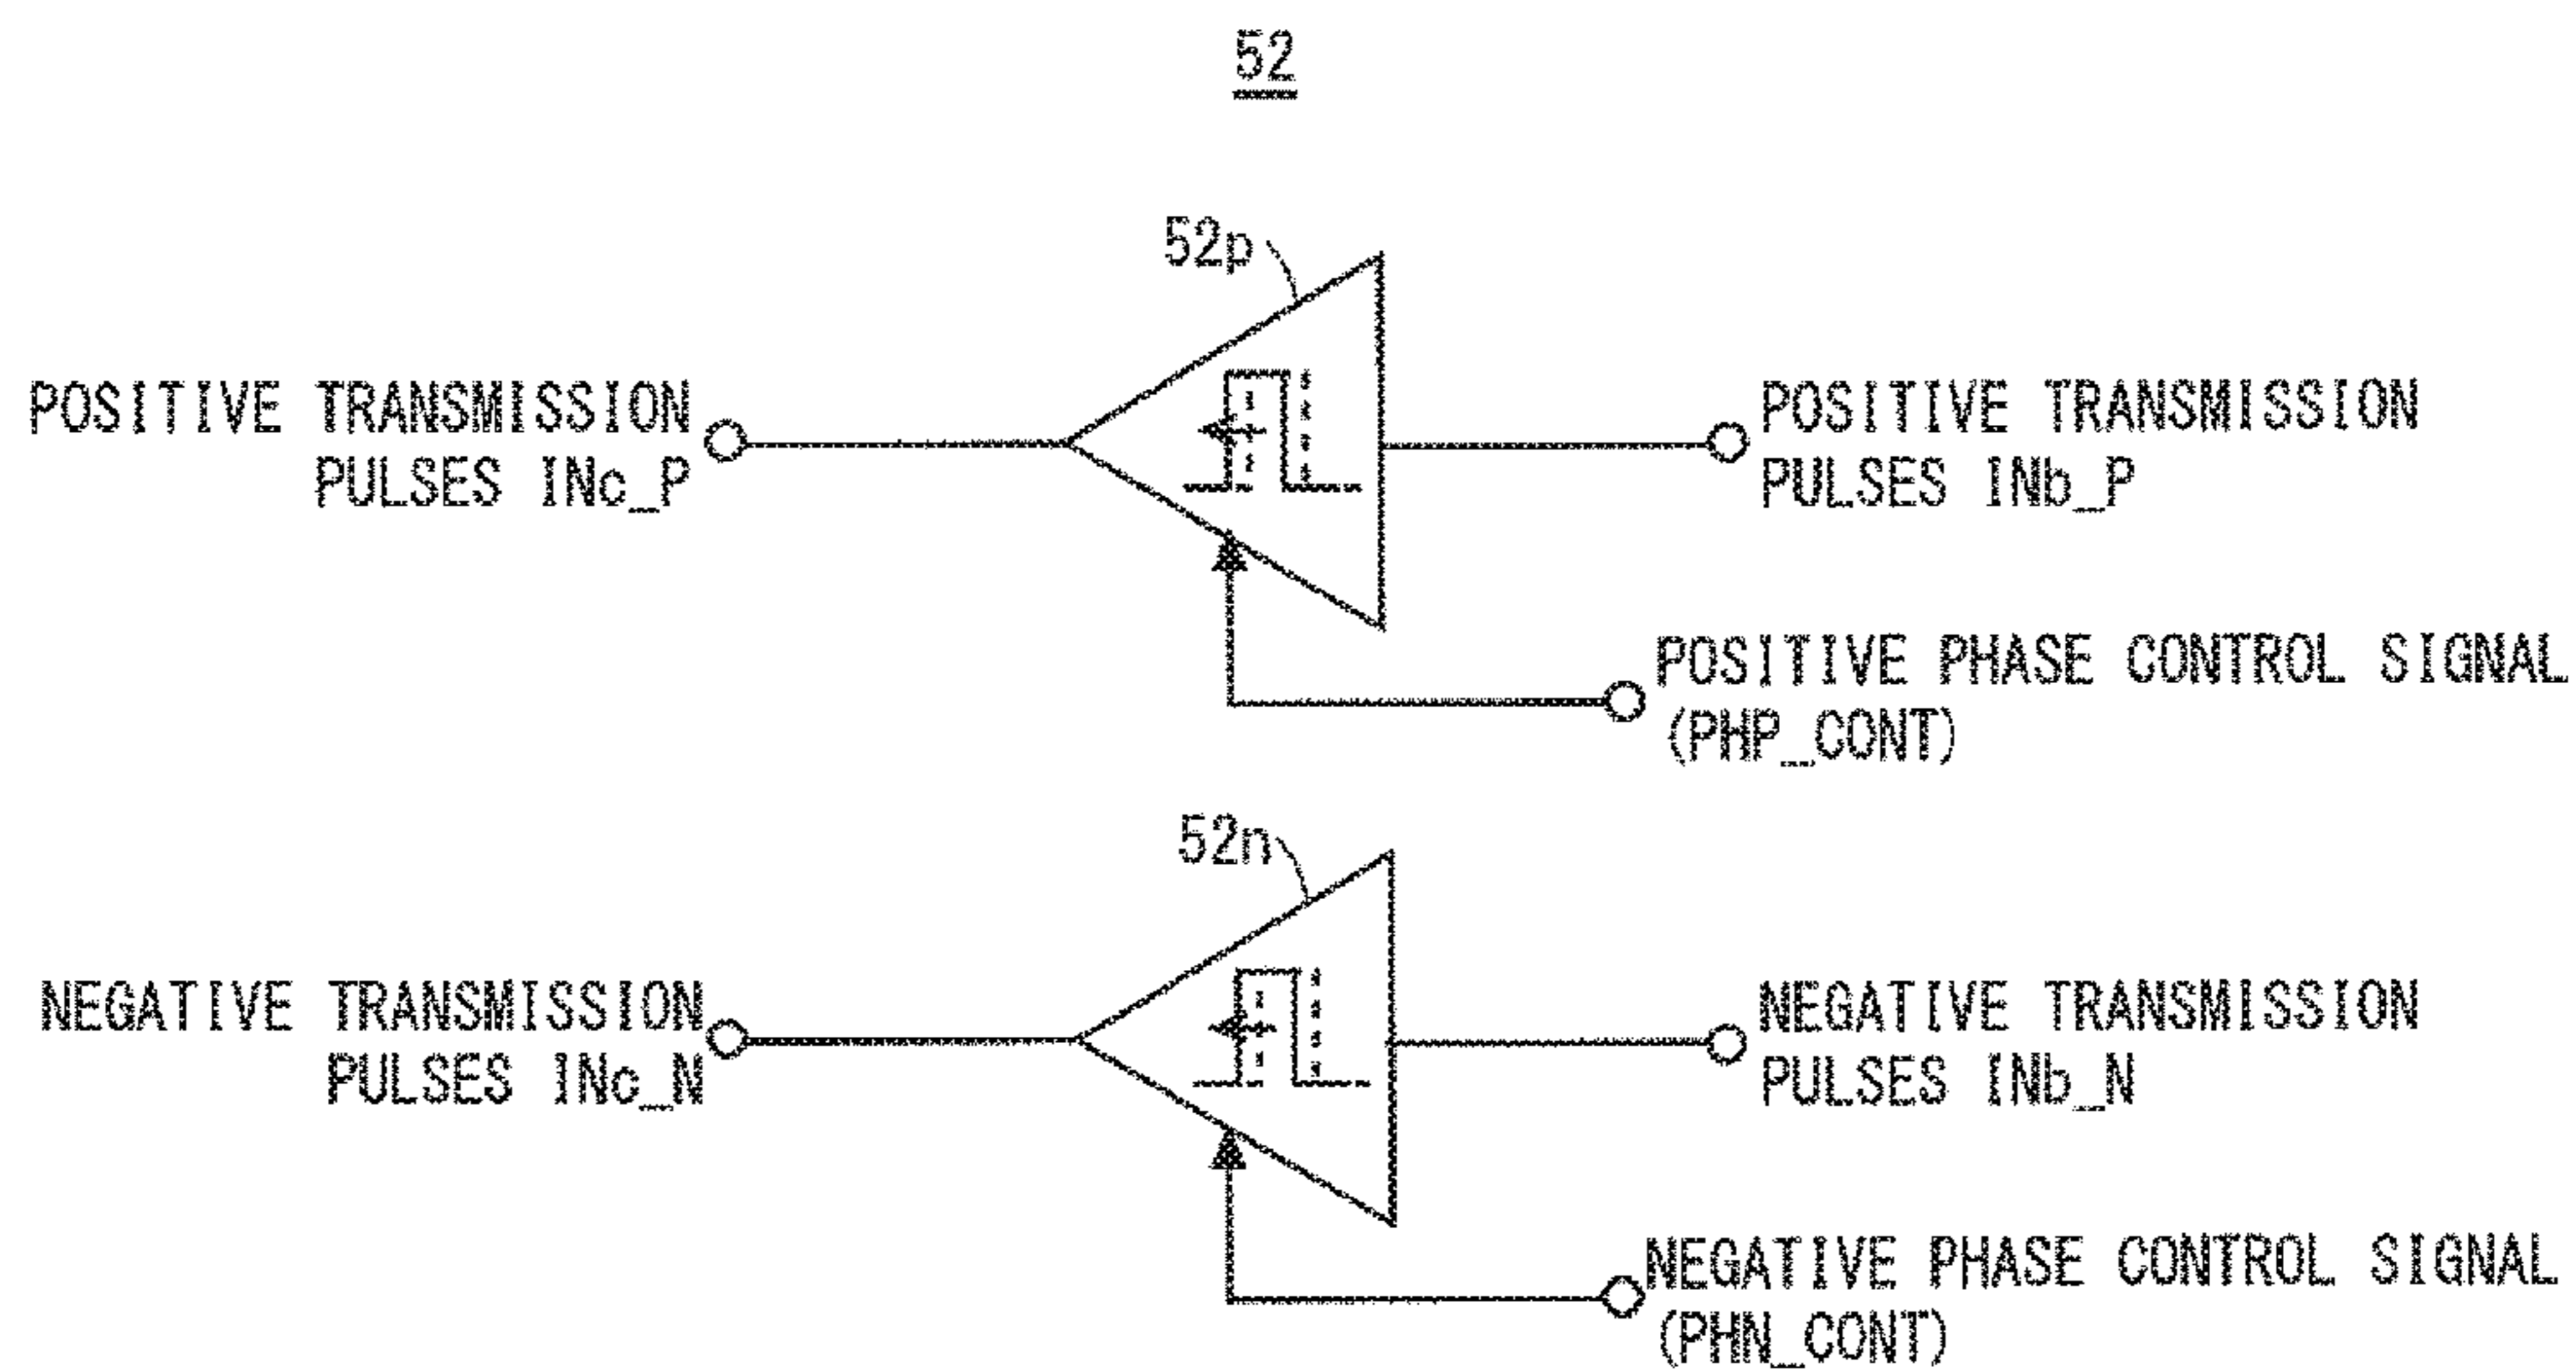 52
52p
POSITIVE TRANSMISSION
PULSES INc_P
POSITIVE TRANSMISSION
PULSES INb_P
POSITIVE PHASE CONTROL SIGNAL
(PHP_CONT)
52n
NEGATIVE TRANSMISSION
PULSES INc_N
NEGATIVE TRANSMISSION
PULSES INb_N
NEGATIVE PHASE CONTROL SIGNAL
(PHN_CONT)